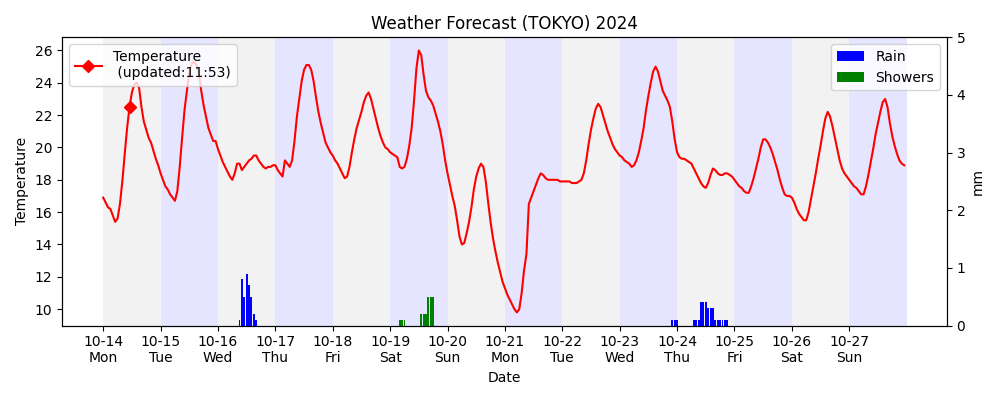 Weather Forecast (TOKYO) 2024
Temperature
(updated:11:53)
Rain
Showers
Temperature
26
24
22
20
18
16
14
12
10
5
4
3
2
1
0
mm
10-14 10-15 10-16 10-17 10-18 10-19 10-20 10-21 10-22 10-23 10-24 10-25 10-26 10-27
Mon Tue Wed Thu Fri Sat Sun Mon Tue Wed Thu Fri Sat Sun
Date